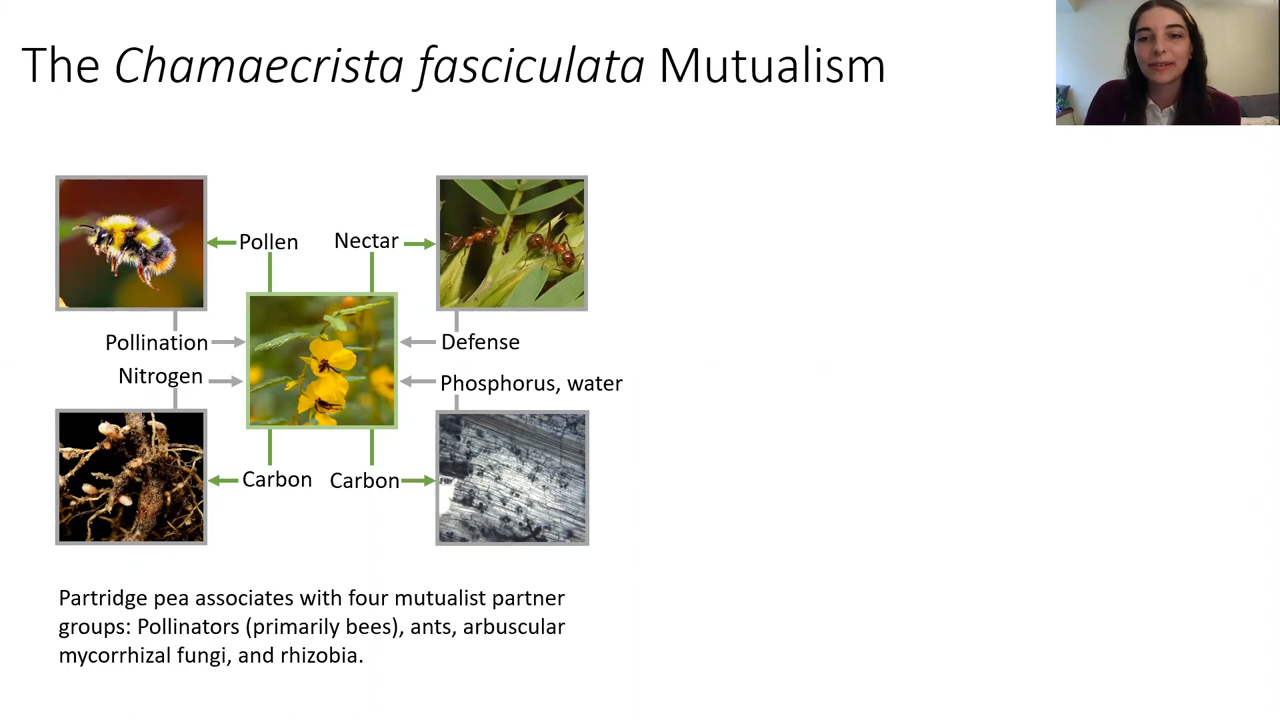 The Chamaecrista fasciculata Mutualism
Pollen
Nectar
Pollination
Defense
Nitrogen
Phosphorus, water
Carbon
Carbon
Partridge pea associates with four mutualist partner
groups: Pollinators (primarily bees), ants, arbuscular
mycorrhizal fungi, and rhizobia.